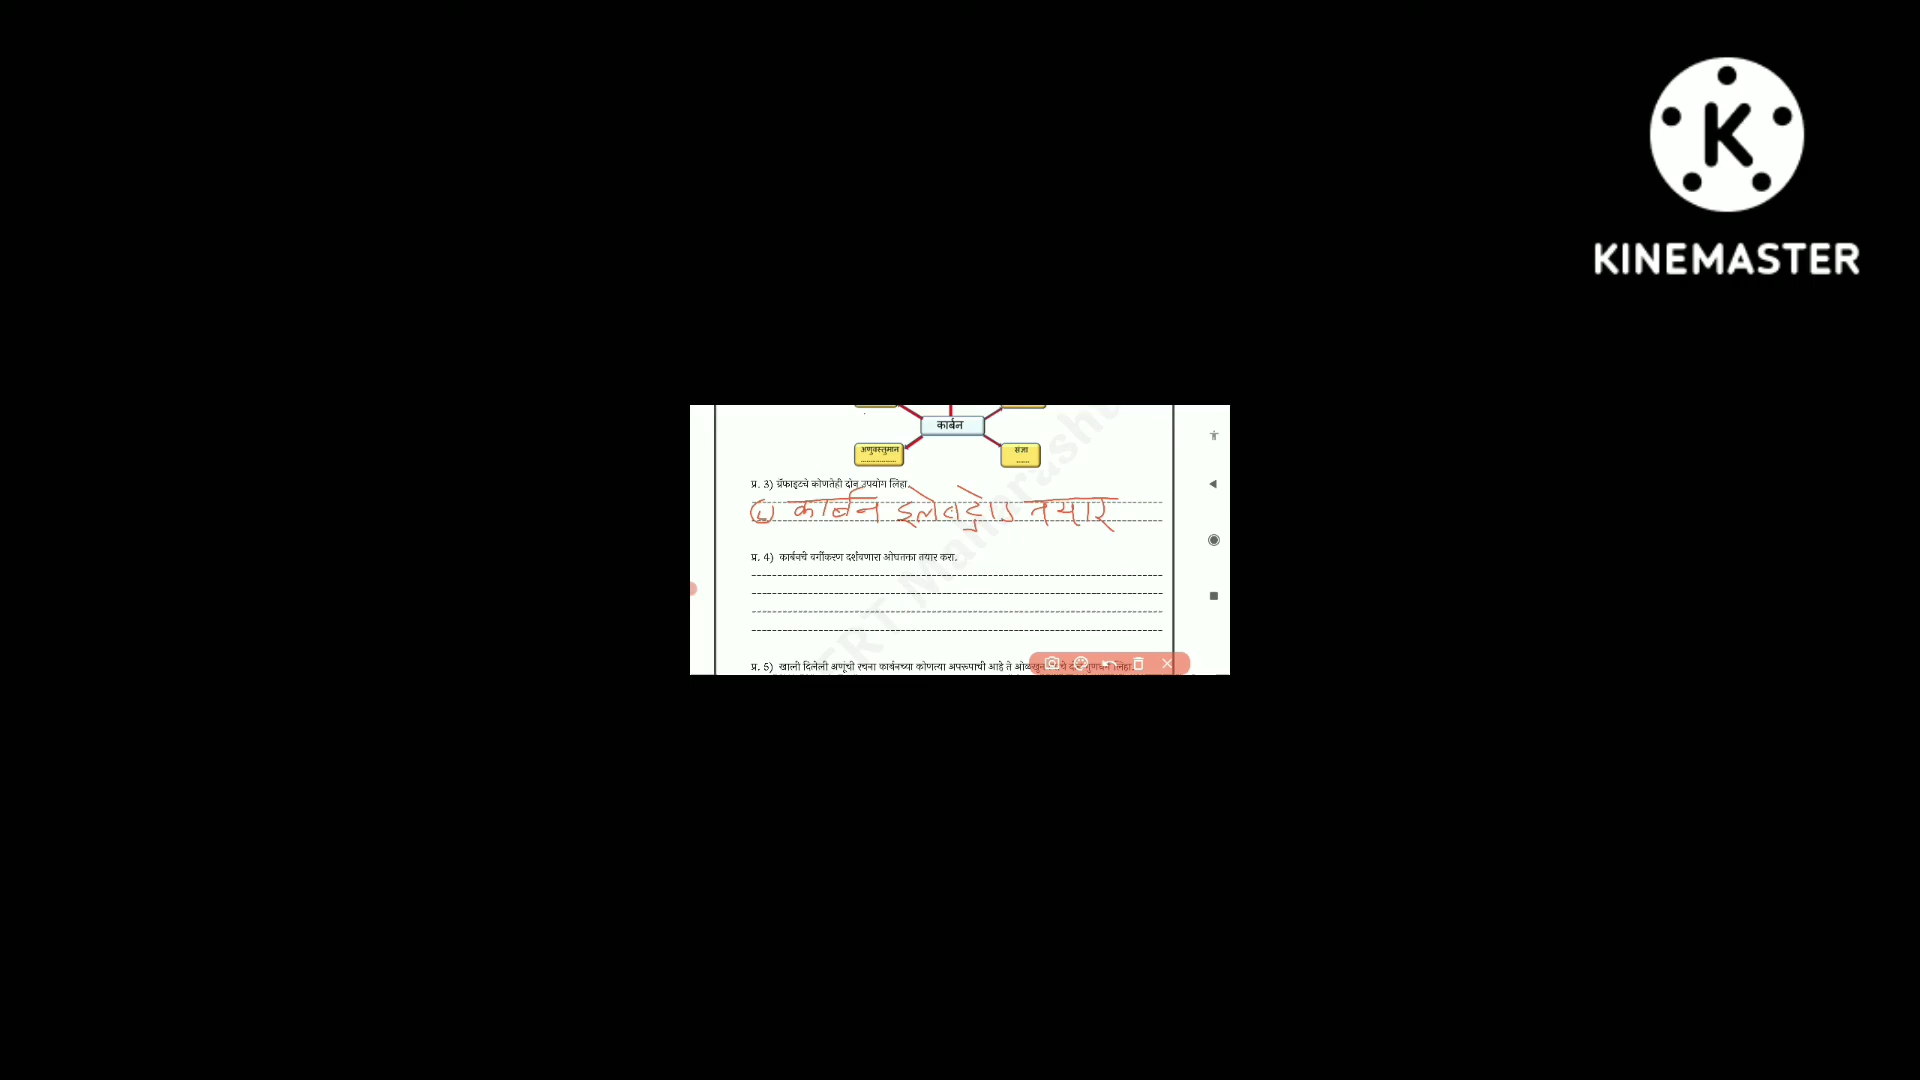 KINEMASTER
कार्बन
अणुवस्तुमान
संज्ञा
प्र. 3) ग्रॅफाइटचे कोणतेही दोन उपयोग लिहा.
1) कार्बन इलेक्ट्रोड तयार
प्र. 4) कार्बनचे वर्गीकरण दर्शवणारा ओघतक्ता तयार करा.
प्र. 5) खाली दिलेली अणूंची रचना कार्बनच्या कोणत्या अपरूपाची आहे ते ओळखून लिहा.